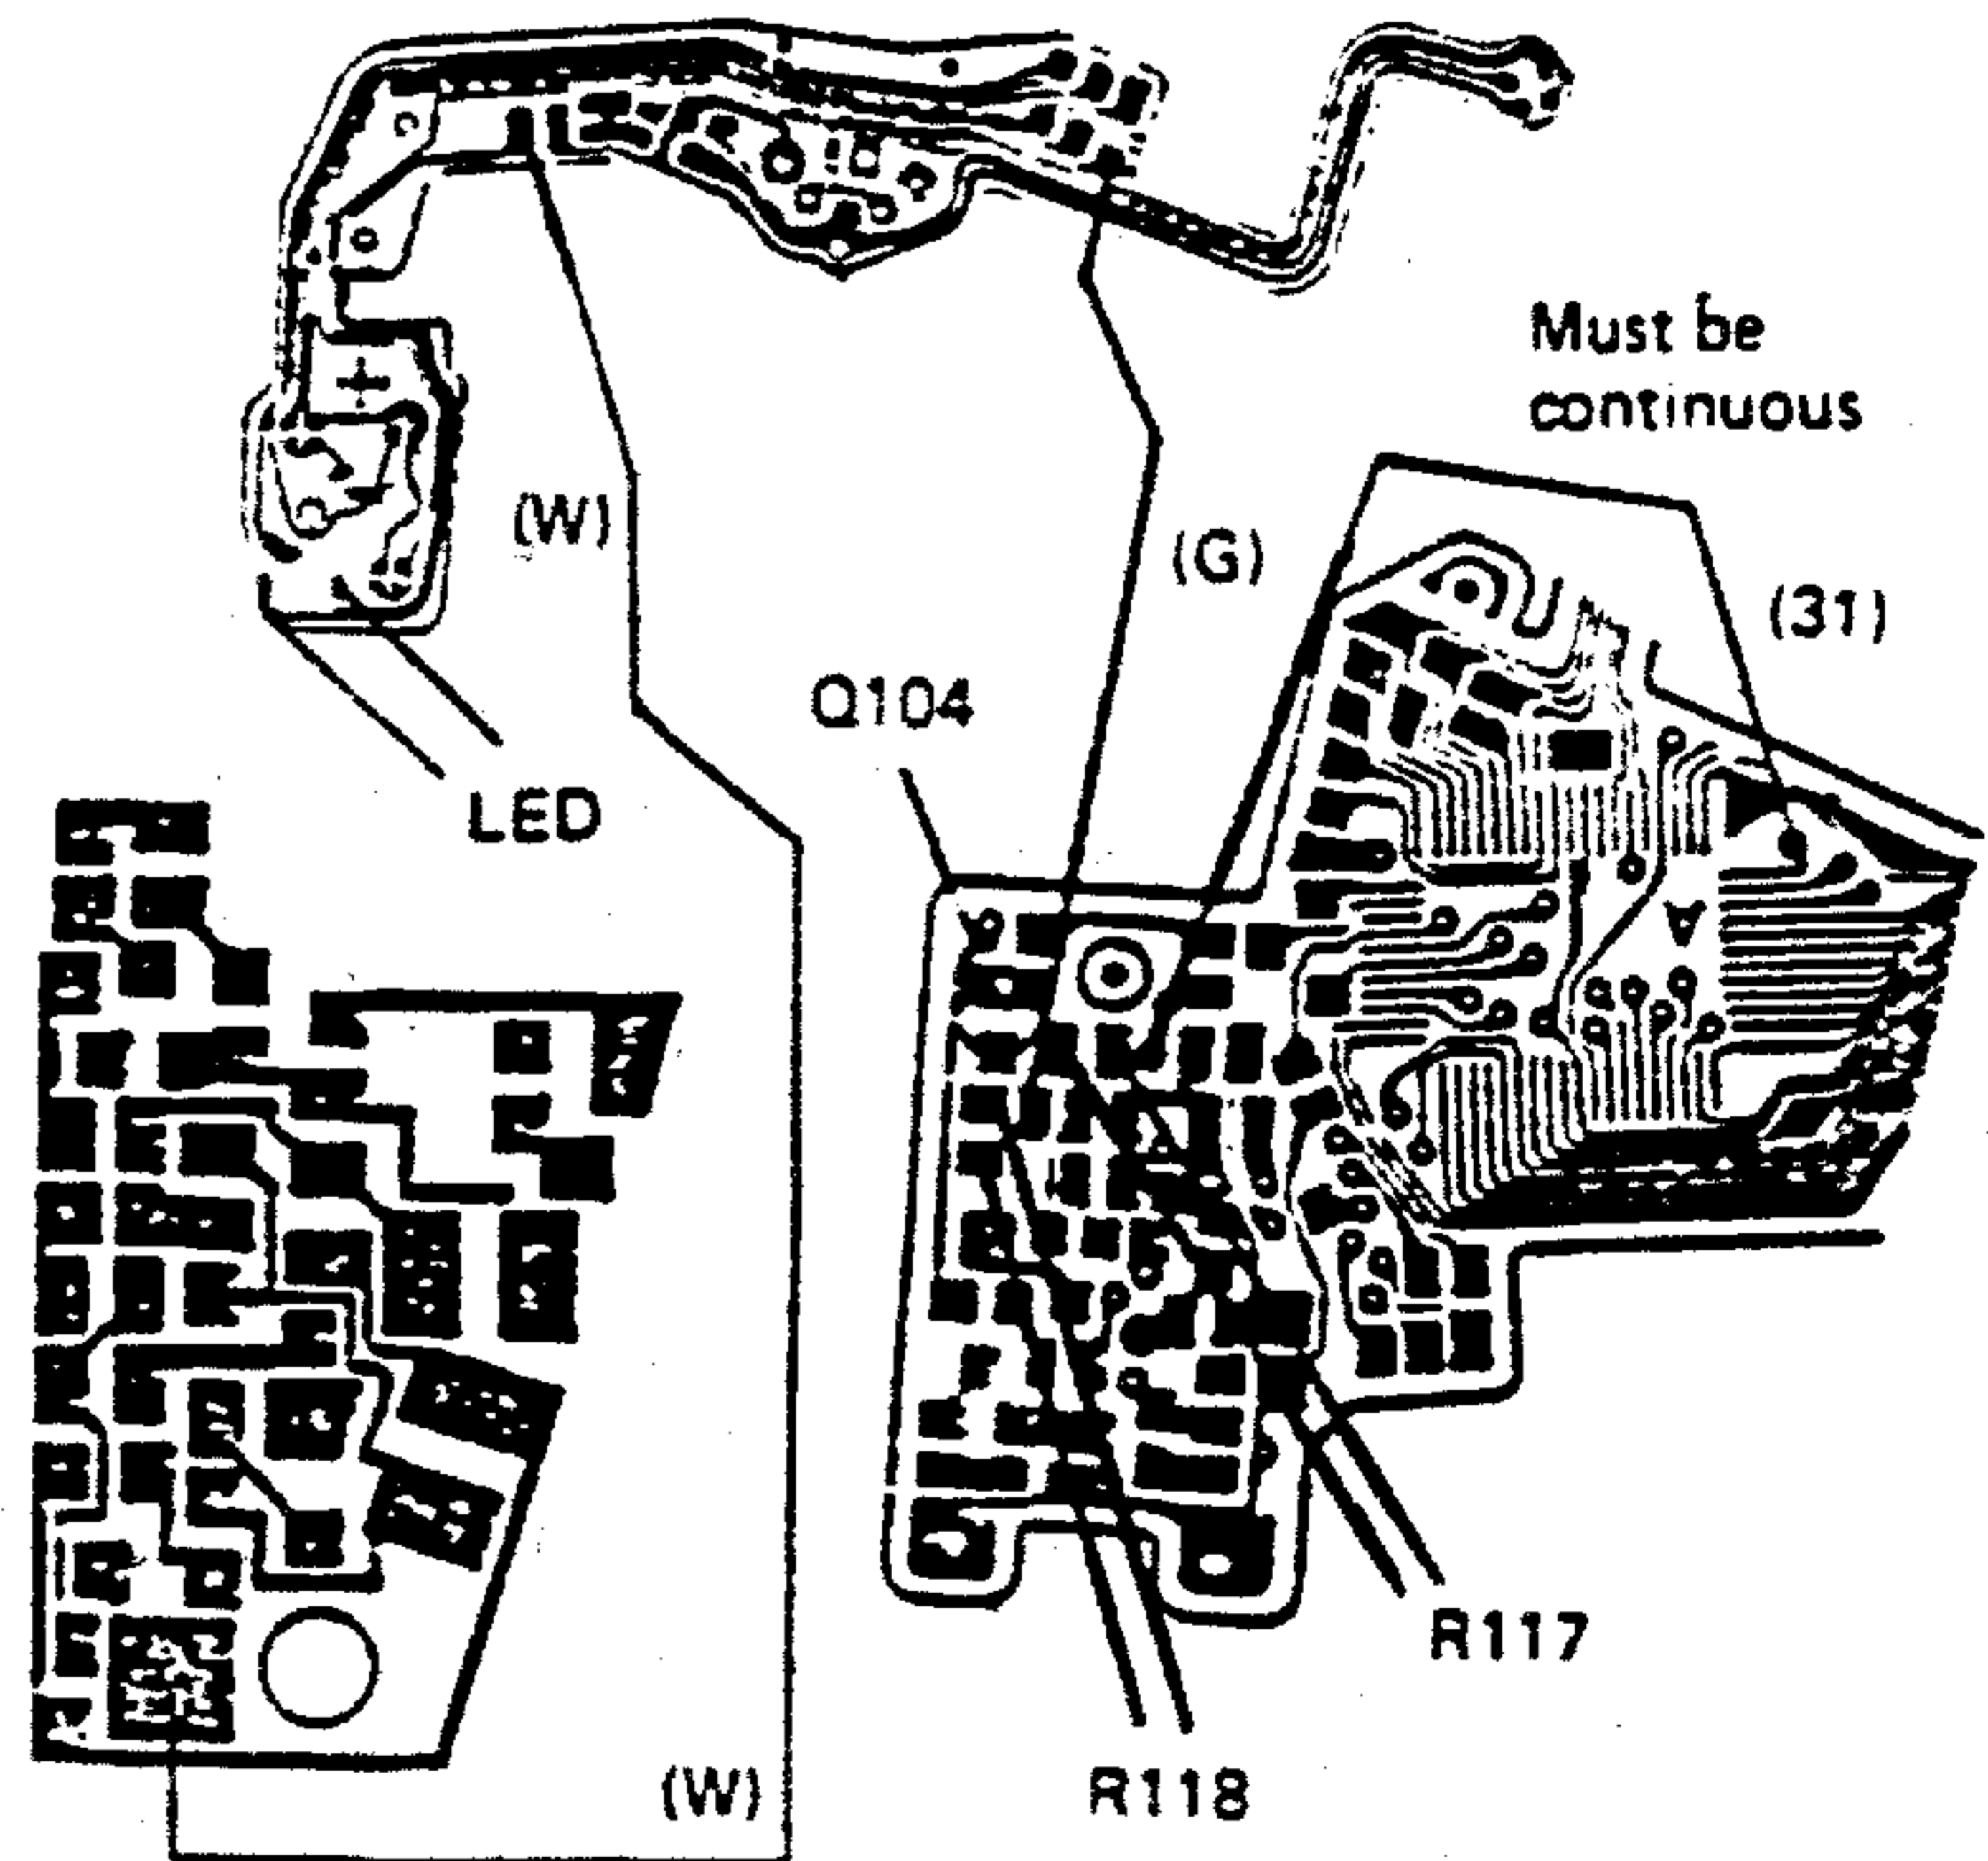 Must be
continuous
(W)
(G)
(31)
Q104
LED
R117
(W)
R118